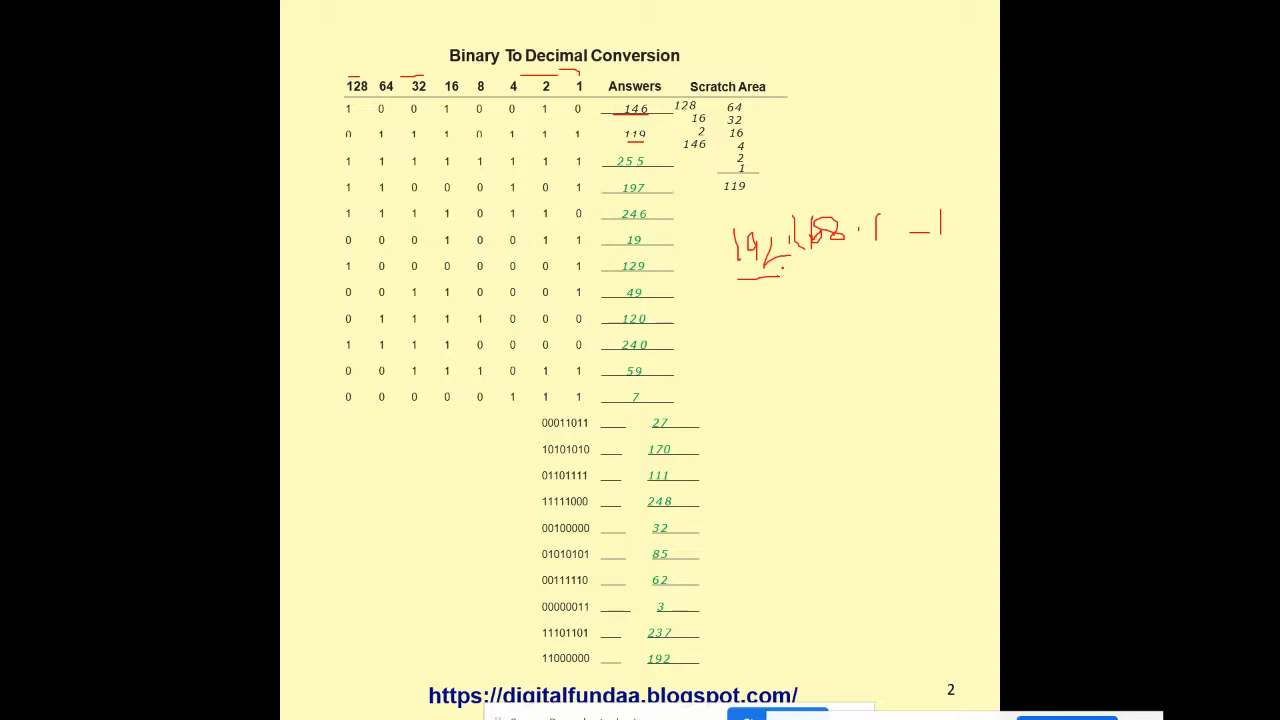 Binary To Decimal Conversion
128 64 32 16 8 4 2 1 Answers Scratch Area
1 0 0 1 0 0 1 0 146 128 64
16 32
0 1 1 1 0 1 1 1 119 2 16
146 4
1 1 1 1 1 1 1 1 255 2
1
1 1 0 0 0 1 0 1 197 119
1 1 1 1 0 1 1 0 246
0 0 0 1 0 0 1 1 19
1 0 0 0 0 0 0 1 129
0 0 1 1 0 0 0 1 49
0 1 1 1 1 0 0 0 120
1 1 1 1 0 0 0 0 240
0 0 1 1 1 0 1 1 59
0 0 0 0 0 1 1 1 7
00011011 27
10101010 170
01101111 111
11111000 248
00100000 32
01010101 85
00111110 62
00000011 3
11101101 237
11000000 192
https://digitalfundaa.blogspot.com/
2